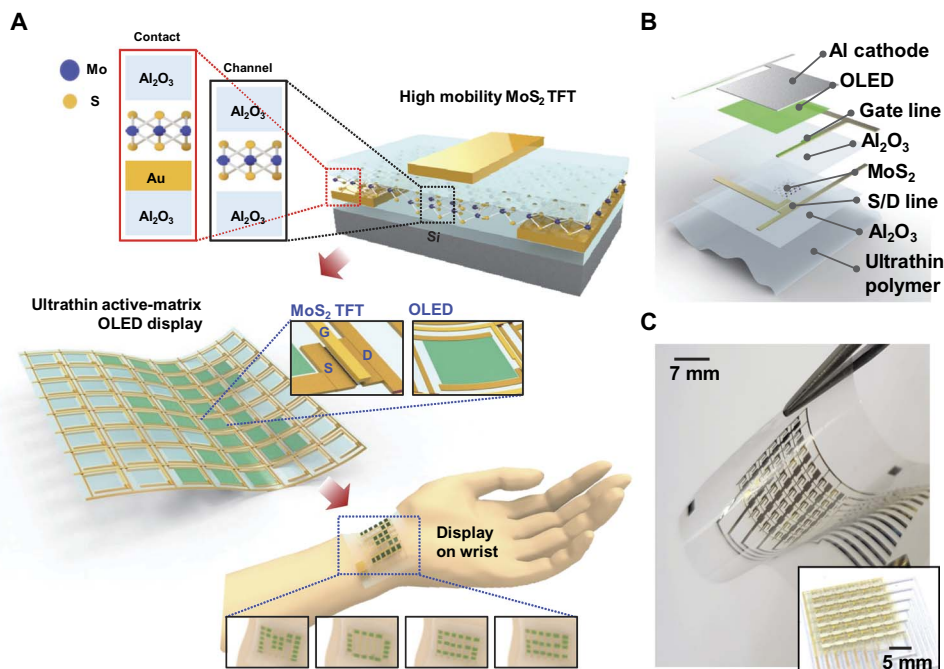 A
Contact
Mo
S
Al₂O₃
Au
Al₂O₃
Channel
Al₂O₃
Al₂O₃
High mobility MoS₂ TFT
Si
Ultrathin active-matrix
OLED display
MoS₂ TFT
G
S
D
OLED
Display
on wrist
B
Al cathode
OLED
Gate line
Al₂O₃
MoS₂
S/D line
Al₂O₃
Ultrathin
polymer
C
7 mm
5 mm